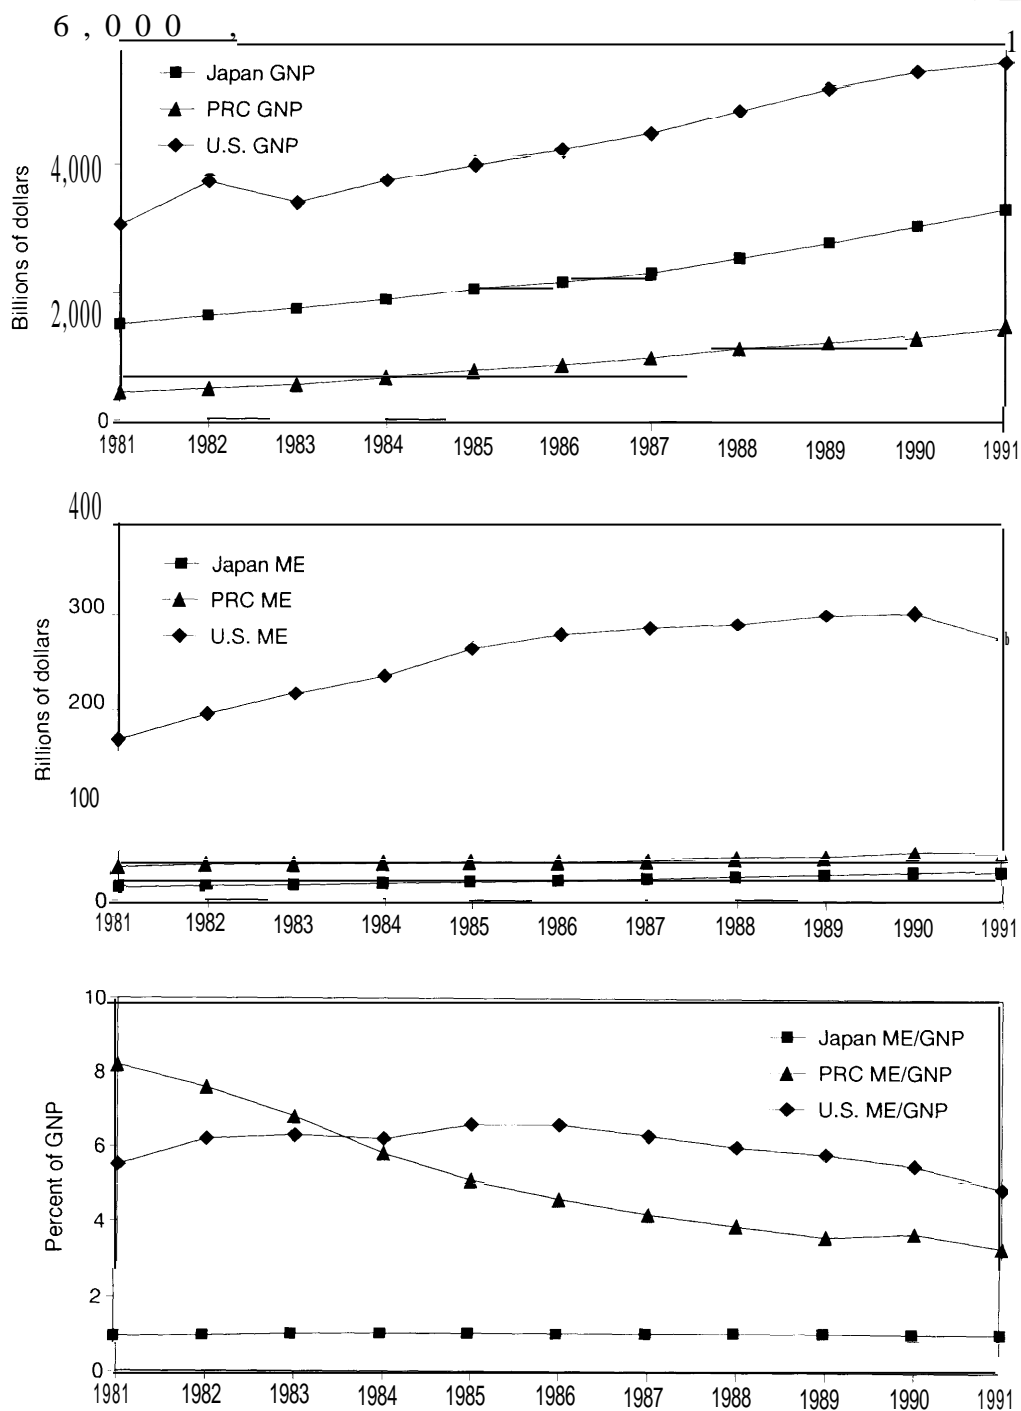 6,000 ,
1
Japan GNP
PRC GNP
U.S. GNP
Billions of dollars
4,000
2,000
0
1981 1982 1983 1984 1985 1986 1987 1988 1989 1990 1991
400
Japan ME
PRC ME
U.S. ME
Rillions of dollars
300
200
100
0
1981 1982 1983 1984 1985 1986 1987 1988 1989 1990 1991
b
10
Japan ME/GNP
PRC ME/GNP
U.S. ME/GNP
Percent of GNP
8
6
4
2
0
1981 1982 1983 1984 1985 1986 1987 1988 1989 1990 1991